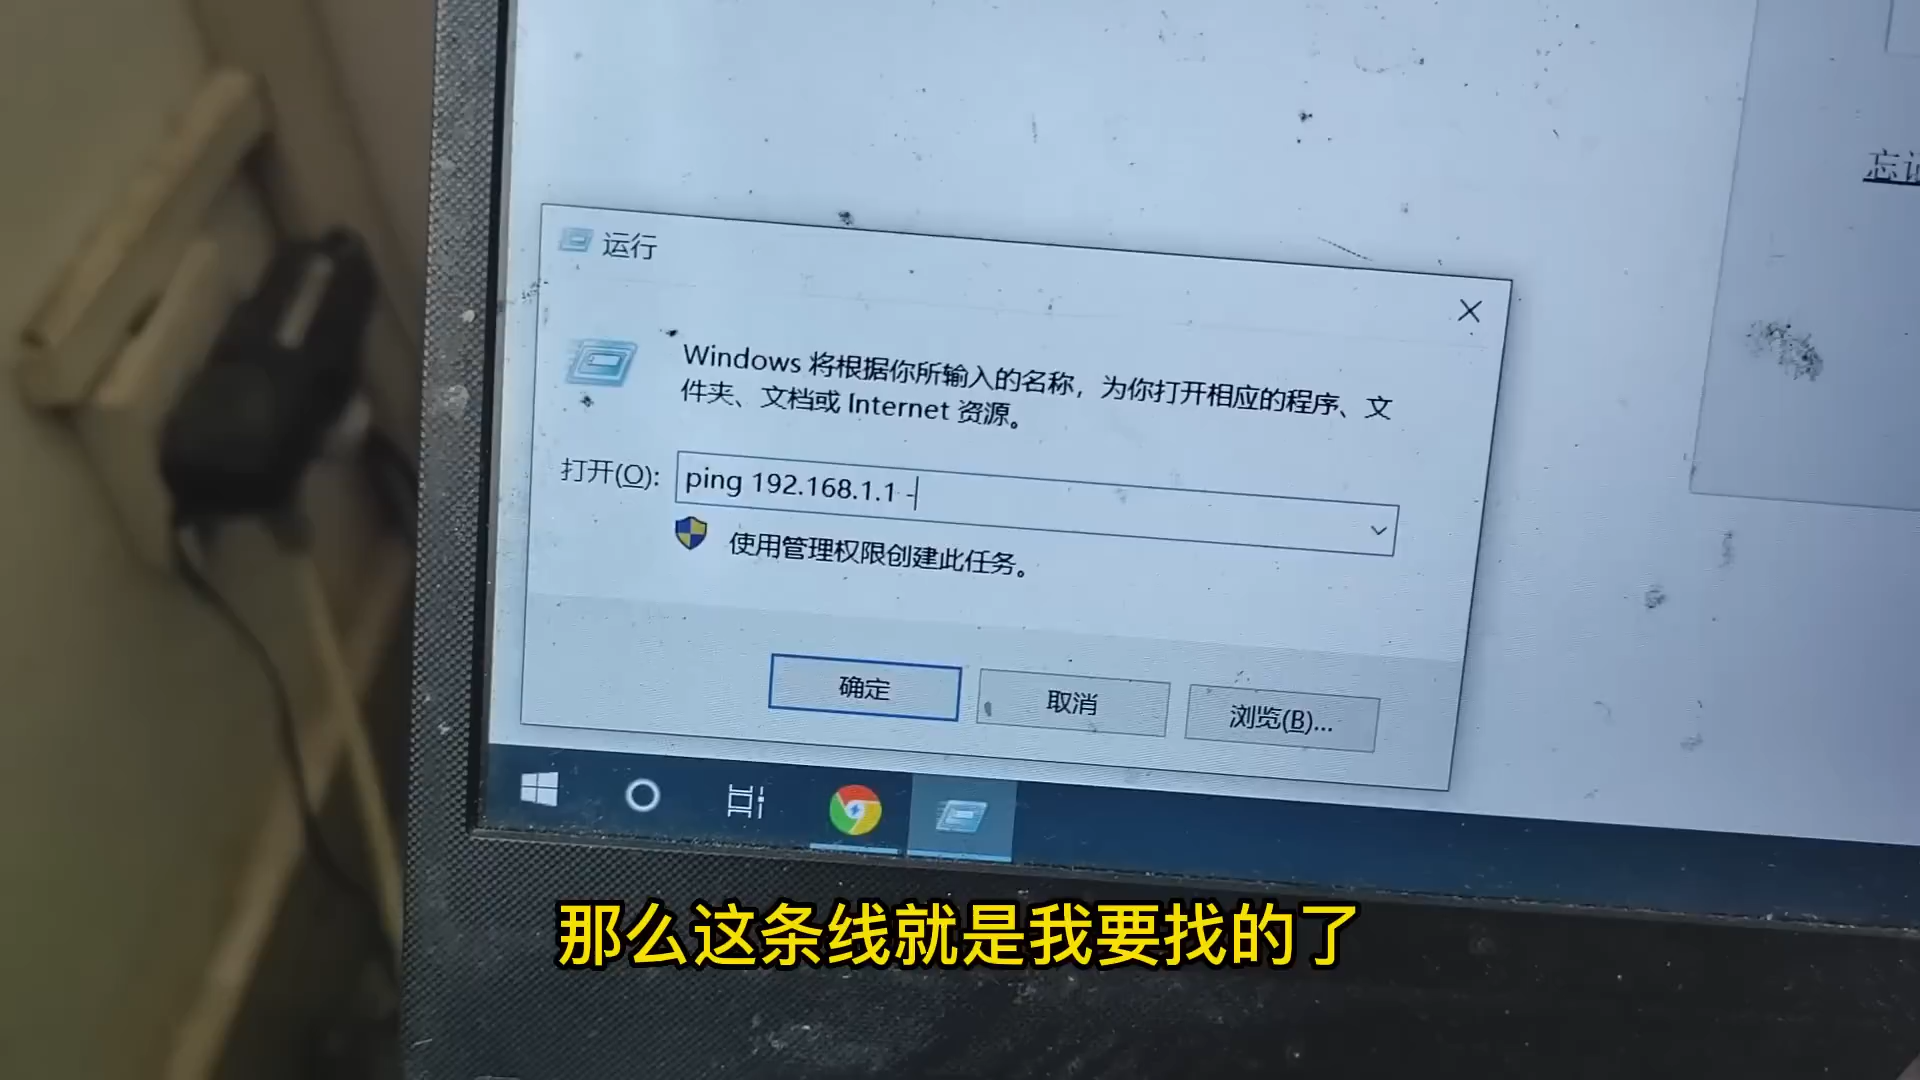 忘记
运行
Windows 将根据你所输入的名称，为你打开相应的程序、文
件夹、文档或 Internet 资源。
打开(O): ping 192.168.1.1 -
使用管理权限创建此任务。
确定 取消 浏览(B)...
那么这条线就是我要找的了